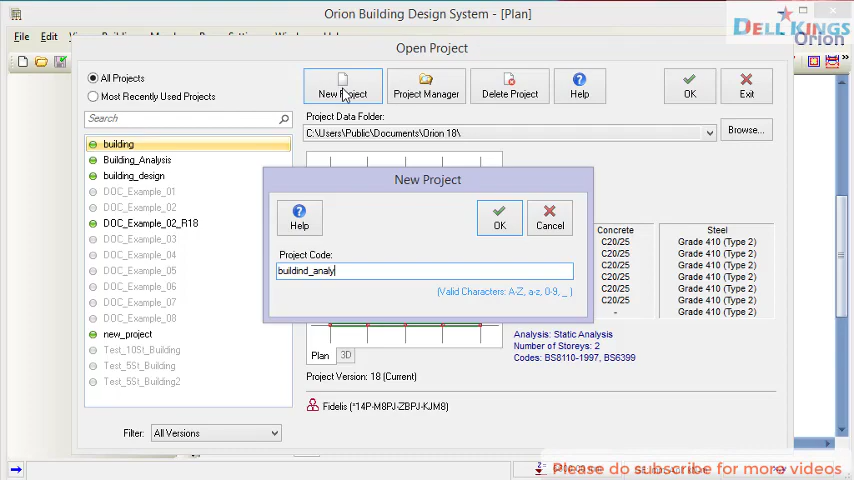 Orion Building Design System - [Plan]
DELL KINGS
Orion
File Edit
Open Project
All Projects
Most Recently Used Projects
New Project
Project Manager
Delete Project
Help
OK
Exit
Search
Project Data Folder:
C:\Users\Public\Documents\Orion 18\
Browse...
building
Building_Analysis
building_design
DOC_Example_01
DOC_Example_02
DOC_Example_02_R18
DOC_Example_03
DOC_Example_04
DOC_Example_05
DOC_Example_06
DOC_Example_07
DOC_Example_08
new_project
Test_10St_Building
Test_5St_Building
Test_5St_Building2
New Project
Help
OK
Cancel
Project Code:
buildind_analy
(Valid Characters: A-Z, a-z, 0-9, _ )
Concrete Steel
C20/25 Grade 410 (Type 2)
C20/25 Grade 410 (Type 2)
C20/25 Grade 410 (Type 2)
C20/25 Grade 410 (Type 2)
C20/25 Grade 410 (Type 2)
C20/25 Grade 410 (Type 2)
- Grade 410 (Type 2)
Analysis: Static Analysis
Number of Storeys: 2
Codes: BS8110-1997, BS6399
Plan 3D
Project Version: 18 (Current)
Fidelis (*14P-M8PJ-ZBPJ-KJM8)
Filter: All Versions
Please do subscribe for more videos